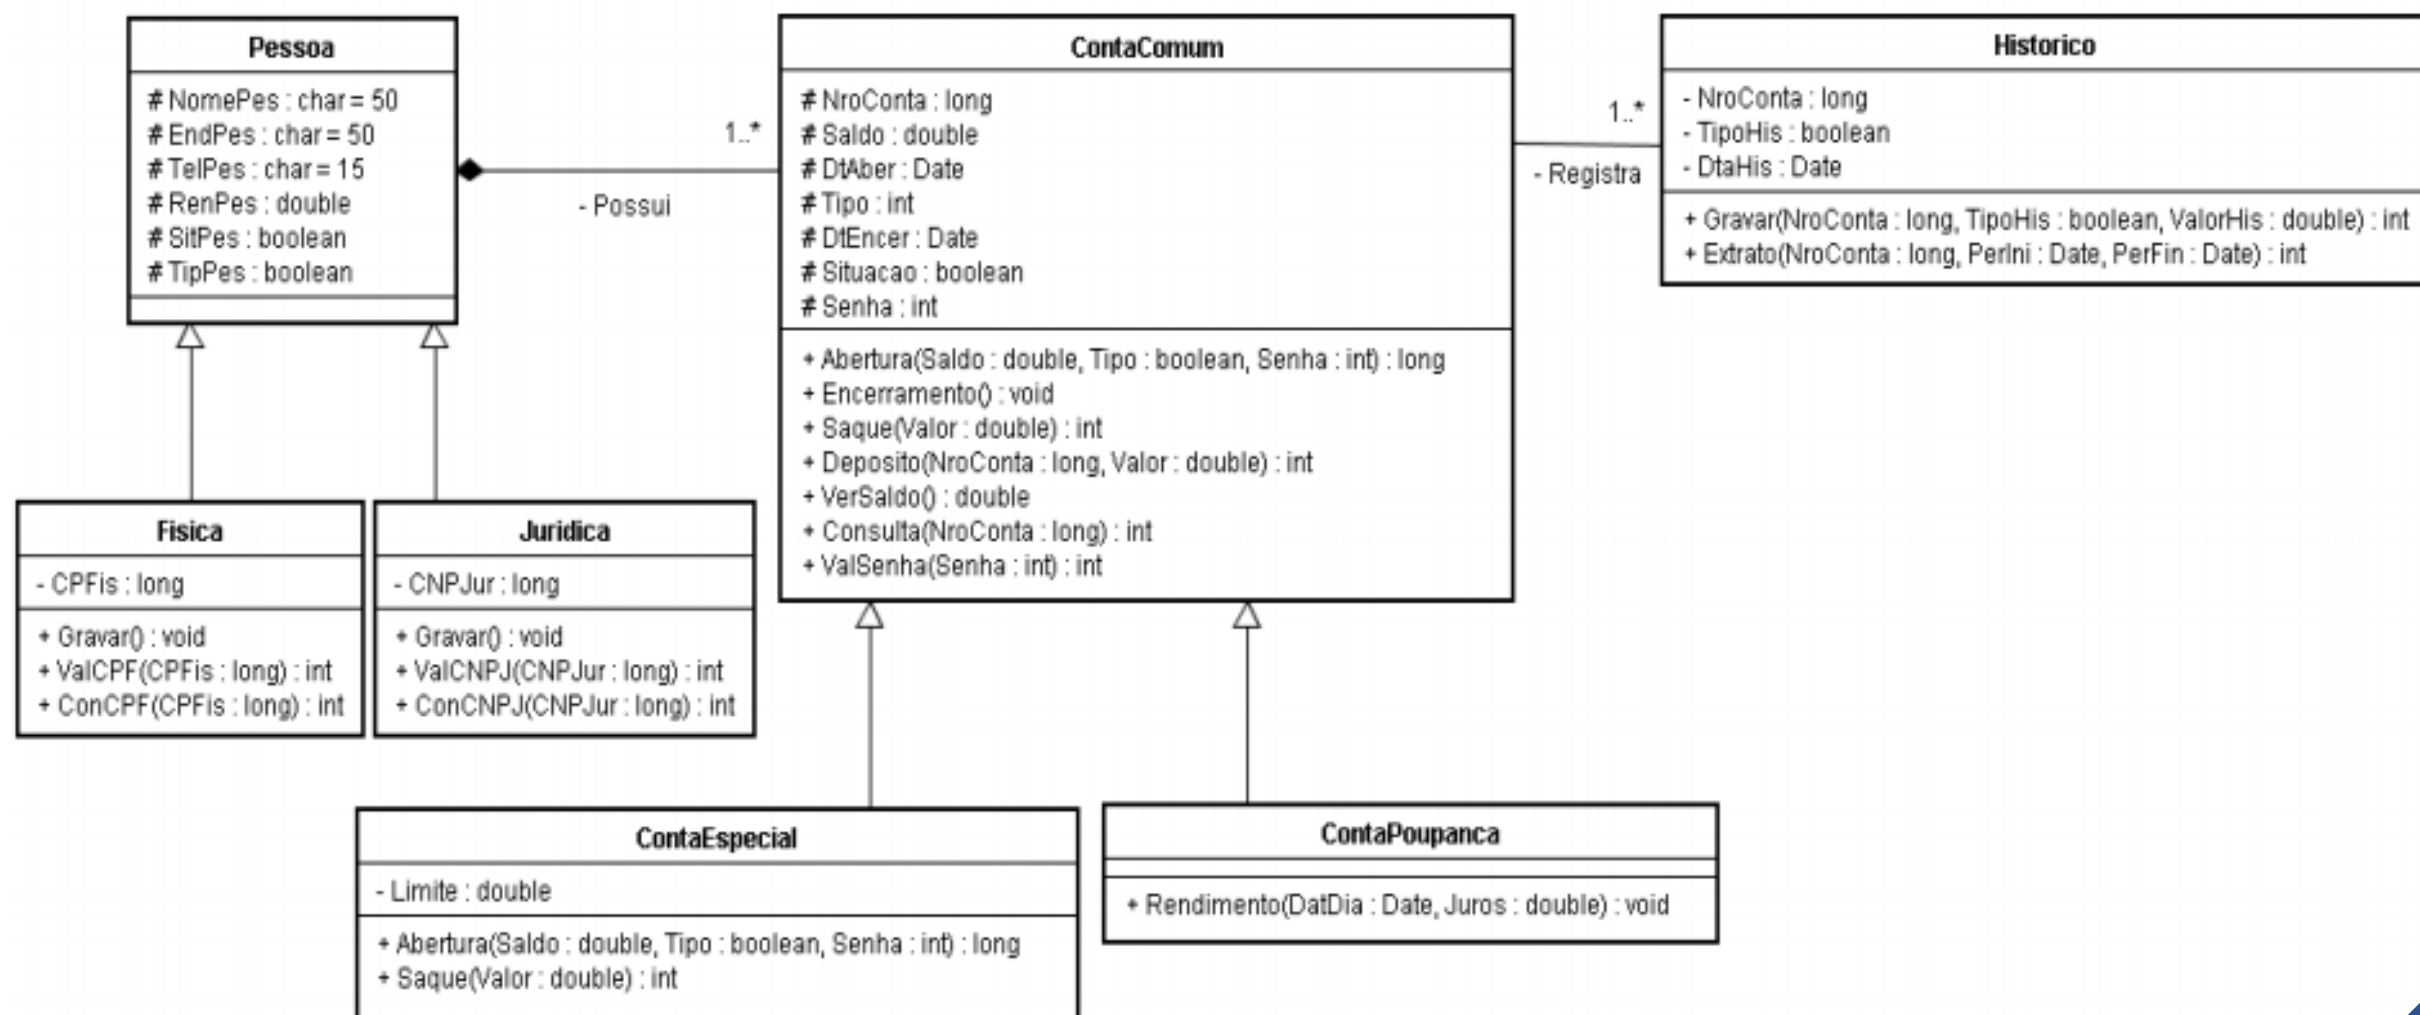 Pessoa
# NomePes : char = 50
# EndPes : char = 50
# TelPes : char = 15
# RenPes : double
# SitPes : boolean
# TipPes : boolean
1..*
- Possui
ContaComum
# NroConta : long
# Saldo : double
# DtAber : Date
# Tipo : int
# DtEncer : Date
# Situacao : boolean
# Senha : int
+ Abertura(Saldo : double, Tipo : boolean, Senha : int) : long
+ Encerramento() : void
+ Saque(Valor : double) : int
+ Deposito(NroConta : long, Valor : double) : int
+ VerSaldo() : double
+ Consulta(NroConta : long) : int
+ ValSenha(Senha : int) : int
1..*
- Registra
Historico
- NroConta : long
- TipoHis : boolean
- DtaHis : Date
+ Gravar(NroConta : long, TipoHis : boolean, ValorHis : double) : int
+ Extrato(NroConta : long, PerIni : Date, PerFin : Date) : int
Fisica
- CPFis : long
+ Gravar() : void
+ ValCPF(CPFis : long) : int
+ ConCPF(CPFis : long) : int
Juridica
- CNPJur : long
+ Gravar() : void
+ ValCNPJ(CNPJur : long) : int
+ ConCNPJ(CNPJur : long) : int
ContaEspecial
- Limite : double
+ Abertura(Saldo : double, Tipo : boolean, Senha : int) : long
+ Saque(Valor : double) : int
ContaPoupanca
+ Rendimento(DatDia : Date, Juros : double) : void